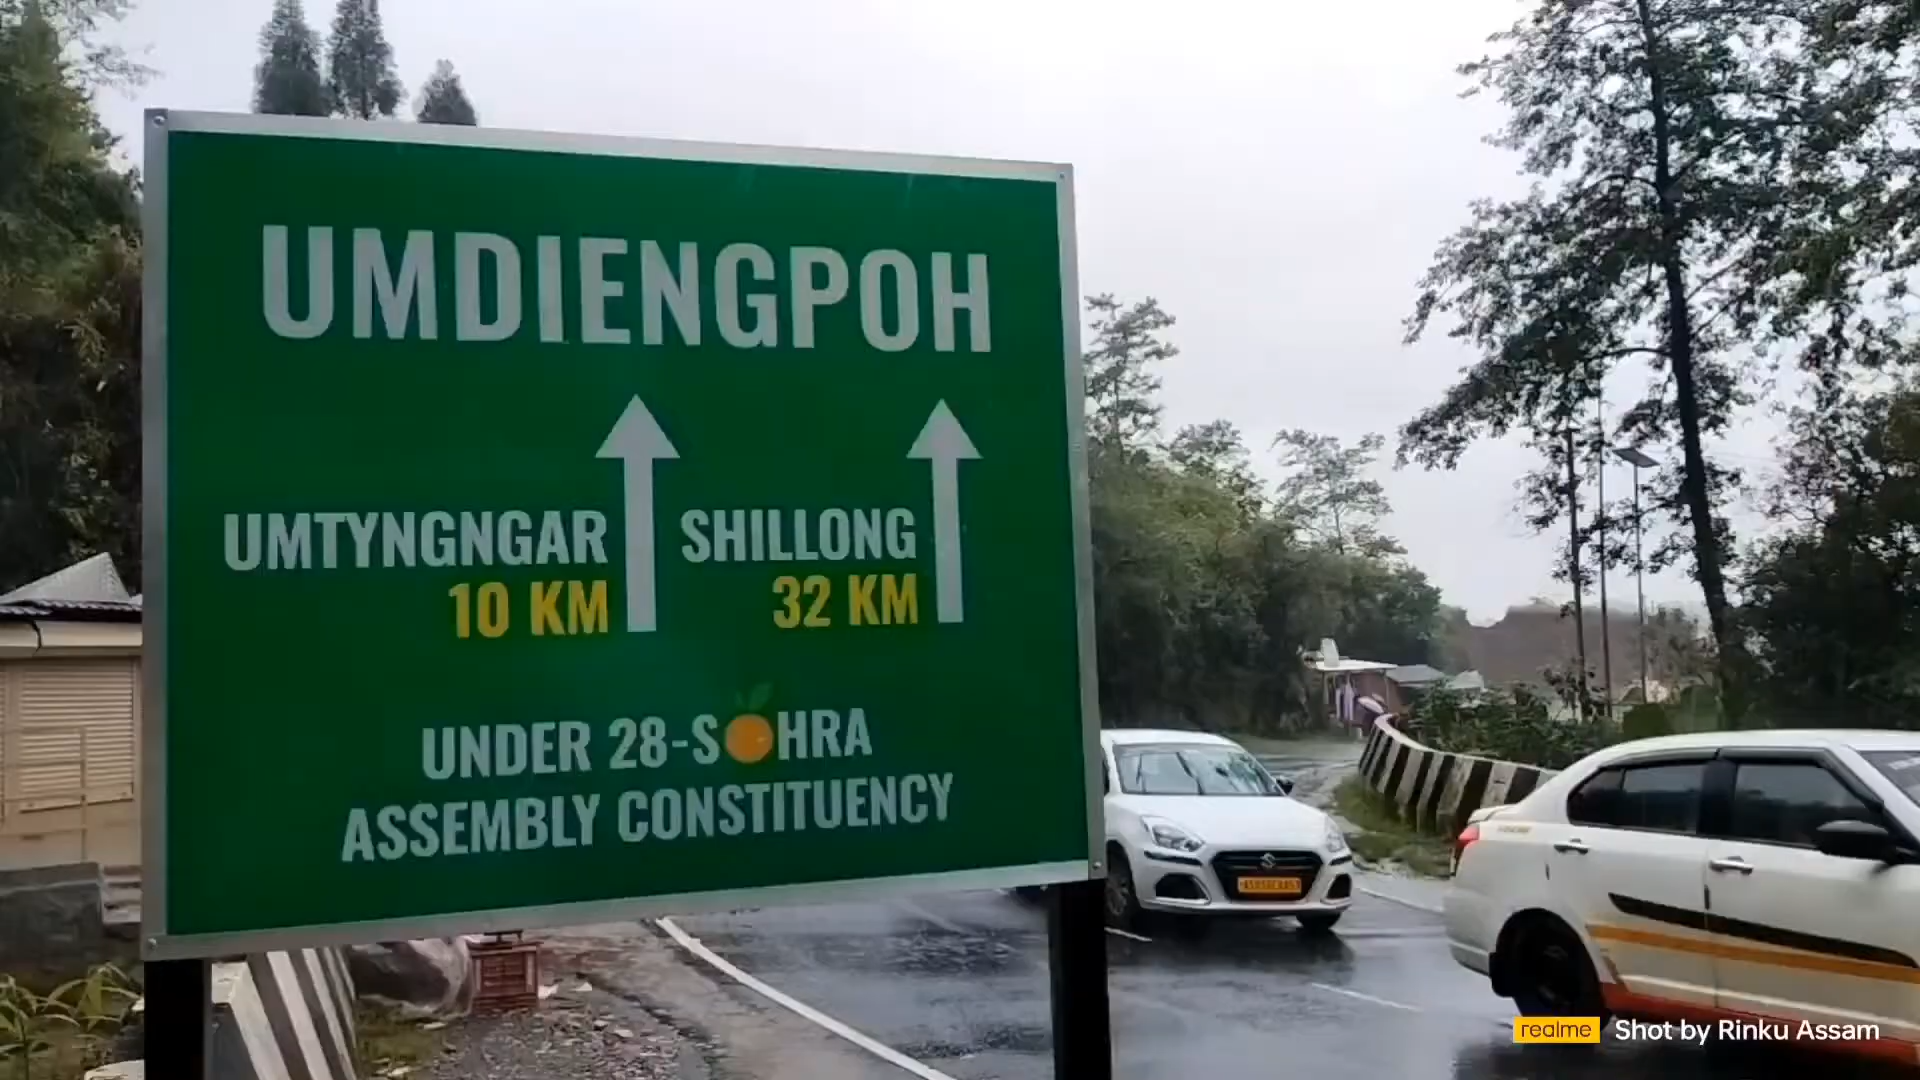 UMDIENGPOH
UMTYNGNGAR
10 KM
SHILLONG
32 KM
UNDER 28-SOHRA
ASSEMBLY CONSTITUENCY
realme Shot by Rinku Assam